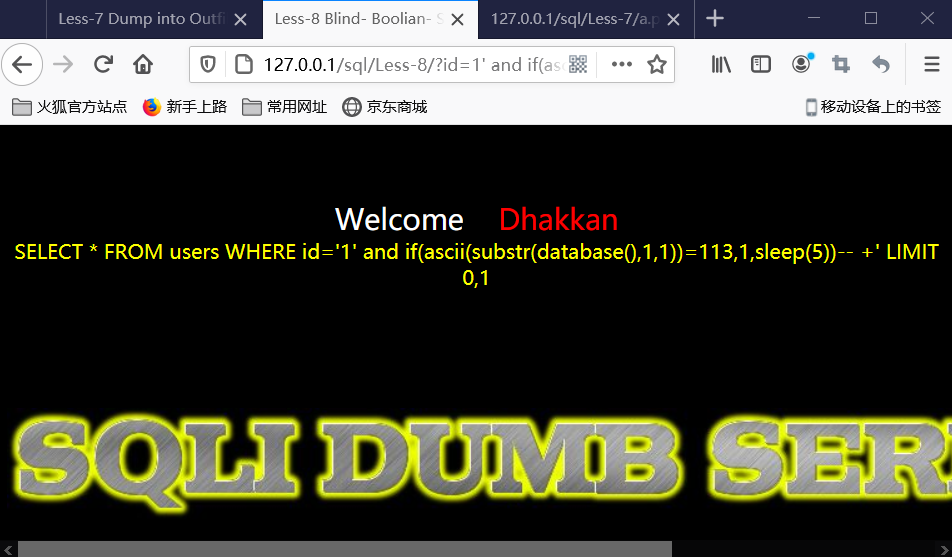 Less-7 Dump into Outfi
Less-8 Blind- Boolian- S
127.0.0.1/sql/Less-7/a.p
127.0.0.1/sql/Less-8/?id=1' and if(as
火狐官方站点
新手上路
常用网址
京东商城
移动设备上的书签
Welcome Dhakkan
SELECT * FROM users WHERE id='1' and if(ascii(substr(database(),1,1))=113,1,sleep(5))-- +' LIMIT
0,1
SQLI DUMB SER